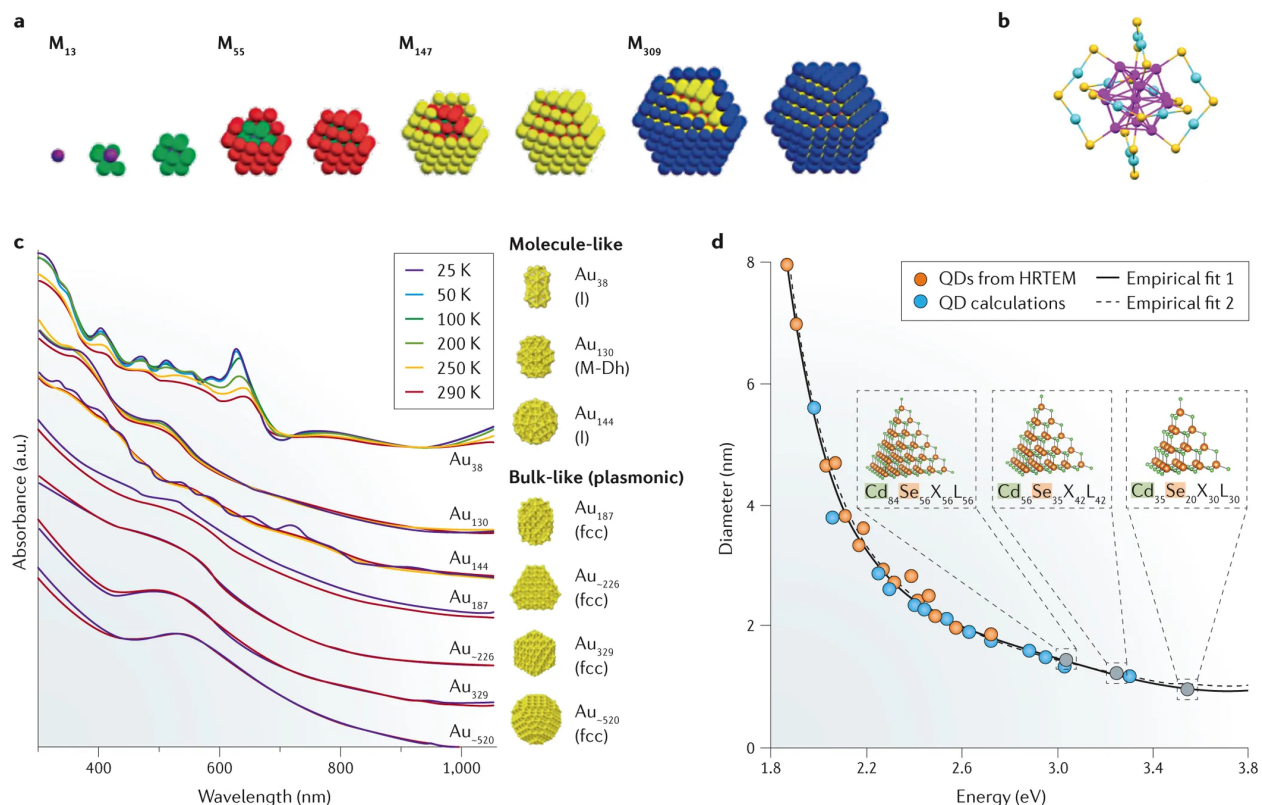 a
M₁₃
M₅₅
M₁₄₇
M₃₀₉
b
c
Absorbance (a.u.)
25 K
50 K
100 K
200 K
250 K
290 K
Au₃₈
Au₁₃₀
Au₁₄₄
Au₁₈₇
Au~₂₂₆
Au₃₂₉
Au~₅₂₀
400
600
800
1,000
Wavelength (nm)
Molecule-like
Au₃₈
(I)
Au₁₃₀
(M-Dh)
Au₁₄₄
(I)
Bulk-like (plasmonic)
Au₁₈₇
(fcc)
Au~₂₂₆
(fcc)
Au₃₂₉
(fcc)
Au~₅₂₀
(fcc)
d
Diameter (nm)
8
6
4
2
0
QDs from HRTEM
QD calculations
Empirical fit 1
Empirical fit 2
Cd₈₄Se₅₆X₅₆L₅₆
Cd₅₆Se₃₅X₄₂L₄₂
Cd₃₅Se₂₀X₃₀L₃₀
1.8
2.2
2.6
3.0
3.4
3.8
Energy (eV)